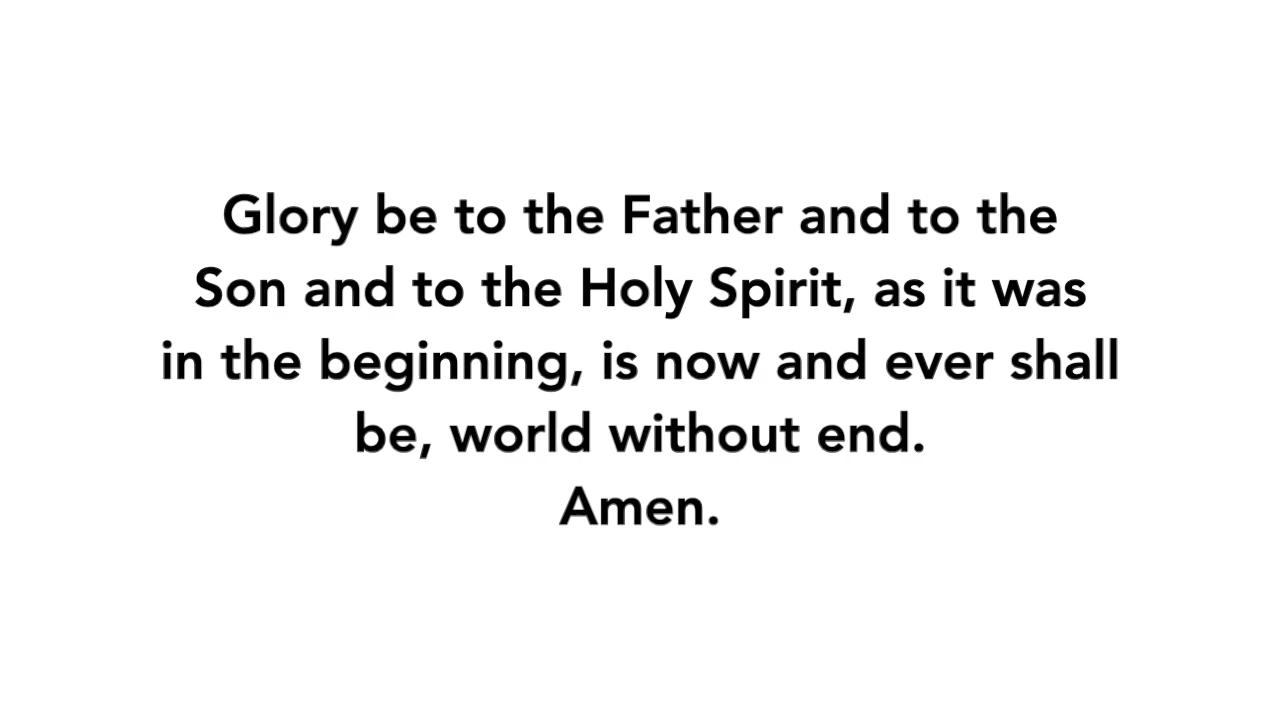 Glory be to the Father and to the
Son and to the Holy Spirit, as it was
in the beginning, is now and ever shall
be, world without end.
Amen.